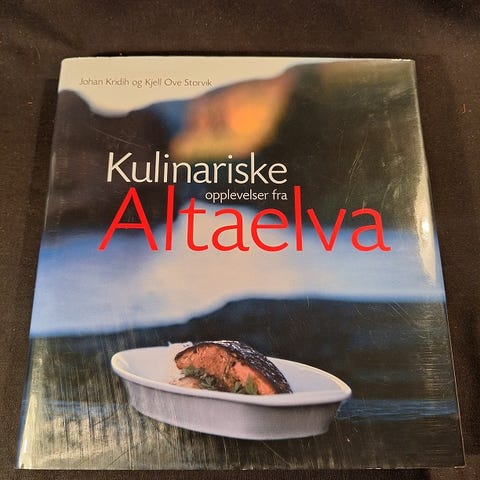 Johan Kridih og Kjell Ove Storvik
Kulinariske
opplevelser fra
Altaelva